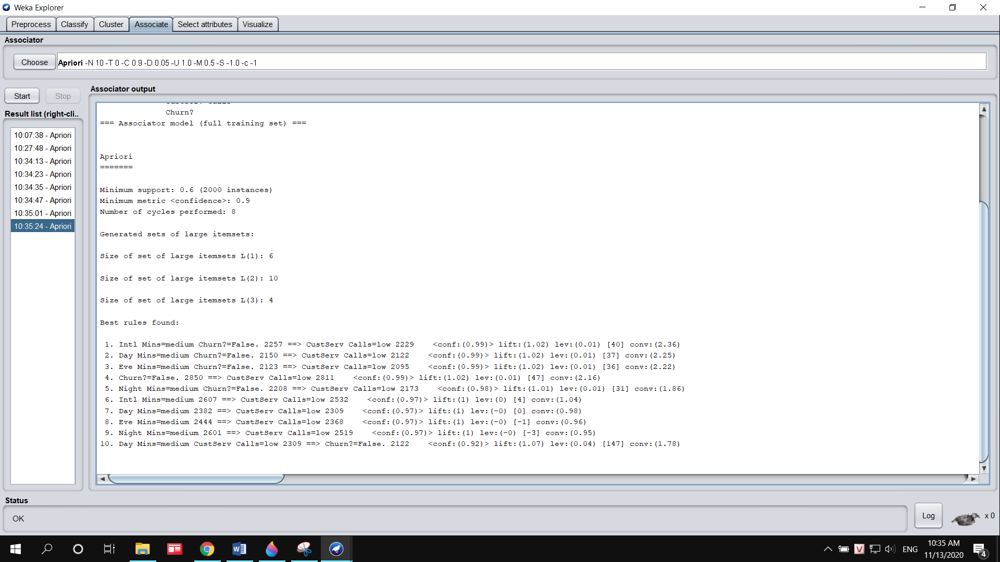 Weka Explorer
Preprocess Classify Cluster Associate Select attributes Visualize
Associator
Choose Apriori -N 10 -T 0 -C 0.9 -D 0.05 -U 1.0 -M 0.5 -S -1.0 -c -1
Start Stop
Result list (right-cli..
10:07:38 - Apriori
10:27:48 - Apriori
10:34:13 - Apriori
10:34:23 - Apriori
10:34:35 - Apriori
10:34:47 - Apriori
10:35:01 - Apriori
10:35:24 - Apriori
Associator output
Churn?
=== Associator model (full training set) ===
Apriori
=======
Minimum support: 0.6 (2000 instances)
Minimum metric <confidence>: 0.9
Number of cycles performed: 8
Generated sets of large itemsets:
Size of set of large itemsets L(1): 6
Size of set of large itemsets L(2): 10
Size of set of large itemsets L(3): 4
Best rules found:
1. Intl Mins=medium Churn?=False. 2257 ==> CustServ Calls=low 2229 <conf:(0.99)> lift:(1.02) lev:(0.01) [40] conv:(2.36)
2. Day Mins=medium Churn?=False. 2150 ==> CustServ Calls=low 2122 <conf:(0.99)> lift:(1.02) lev:(0.01) [37] conv:(2.25)
3. Eve Mins=medium Churn?=False. 2123 ==> CustServ Calls=low 2095 <conf:(0.99)> lift:(1.02) lev:(0.01) [36] conv:(2.22)
4. Churn?=False. 2850 ==> CustServ Calls=low 2811 <conf:(0.99)> lift:(1.02) lev:(0.01) [47] conv:(2.16)
5. Night Mins=medium Churn?=False. 2208 ==> CustServ Calls=low 2173 <conf:(0.98)> lift:(1.01) lev:(0.01) [31] conv:(1.86)
6. Intl Mins=medium 2607 ==> CustServ Calls=low 2532 <conf:(0.97)> lift:(1) lev:(0) [4] conv:(1.04)
7. Day Mins=medium 2382 ==> CustServ Calls=low 2309 <conf:(0.97)> lift:(1) lev:(-0) [0] conv:(0.98)
8. Eve Mins=medium 2444 ==> CustServ Calls=low 2368 <conf:(0.97)> lift:(1) lev:(-0) [-1] conv:(0.96)
9. Night Mins=medium 2601 ==> CustServ Calls=low 2519 <conf:(0.97)> lift:(1) lev:(-0) [-3] conv:(0.95)
10. Day Mins=medium CustServ Calls=low 2309 ==> Churn?=False. 2122 <conf:(0.92)> lift:(1.07) lev:(0.04) [147] conv:(1.78)
Status
OK
Log
x 0
ENG
10:35 AM
11/13/2020
4